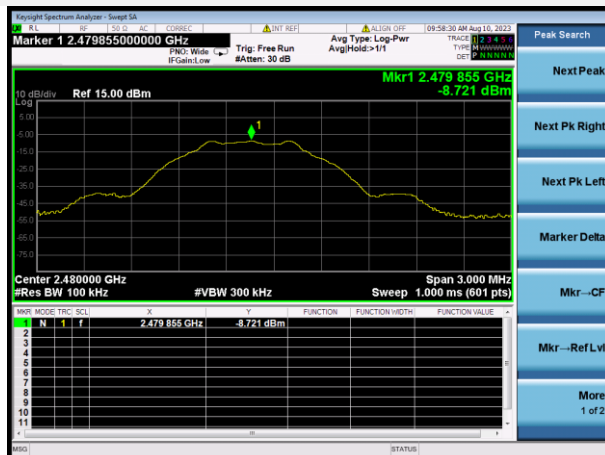 Keysight Spectrum Analyzer - Swept SA
RL RF 50 Ω AC CORREC INT REF ALIGN OFF 09:58:30 AM Aug 10, 2023
Marker 1 2.479855000000 GHz
PNO: Wide
IFGain:Low
Trig: Free Run
#Atten: 30 dB
Avg Type: Log-Pwr
Avg|Hold:>1/1
TRACE 1 2 3 4 5 6
TYPE M WWWWW
DET P N N N N N
Peak Search
Mkr1 2.479 855 GHz
-8.721 dBm
10 dB/div Ref 15.00 dBm
Log
5.00
-5.00
1
-15.0
-25.0
-35.0
-45.0
-55.0
-65.0
-75.0
Center 2.480000 GHz Span 3.000 MHz
#Res BW 100 kHz #VBW 300 kHz Sweep 1.000 ms (601 pts)
MKR MODE TRC SCL X Y FUNCTION FUNCTION WIDTH FUNCTION VALUE
1 N 1 f 2.479 855 GHz -8.721 dBm
2
3
4
5
6
7
8
9
10
11
MSG STATUS
Next Peak
Next Pk Right
Next Pk Left
Marker Delta
Mkr→CF
Mkr→Ref Lvl
More
1 of 2